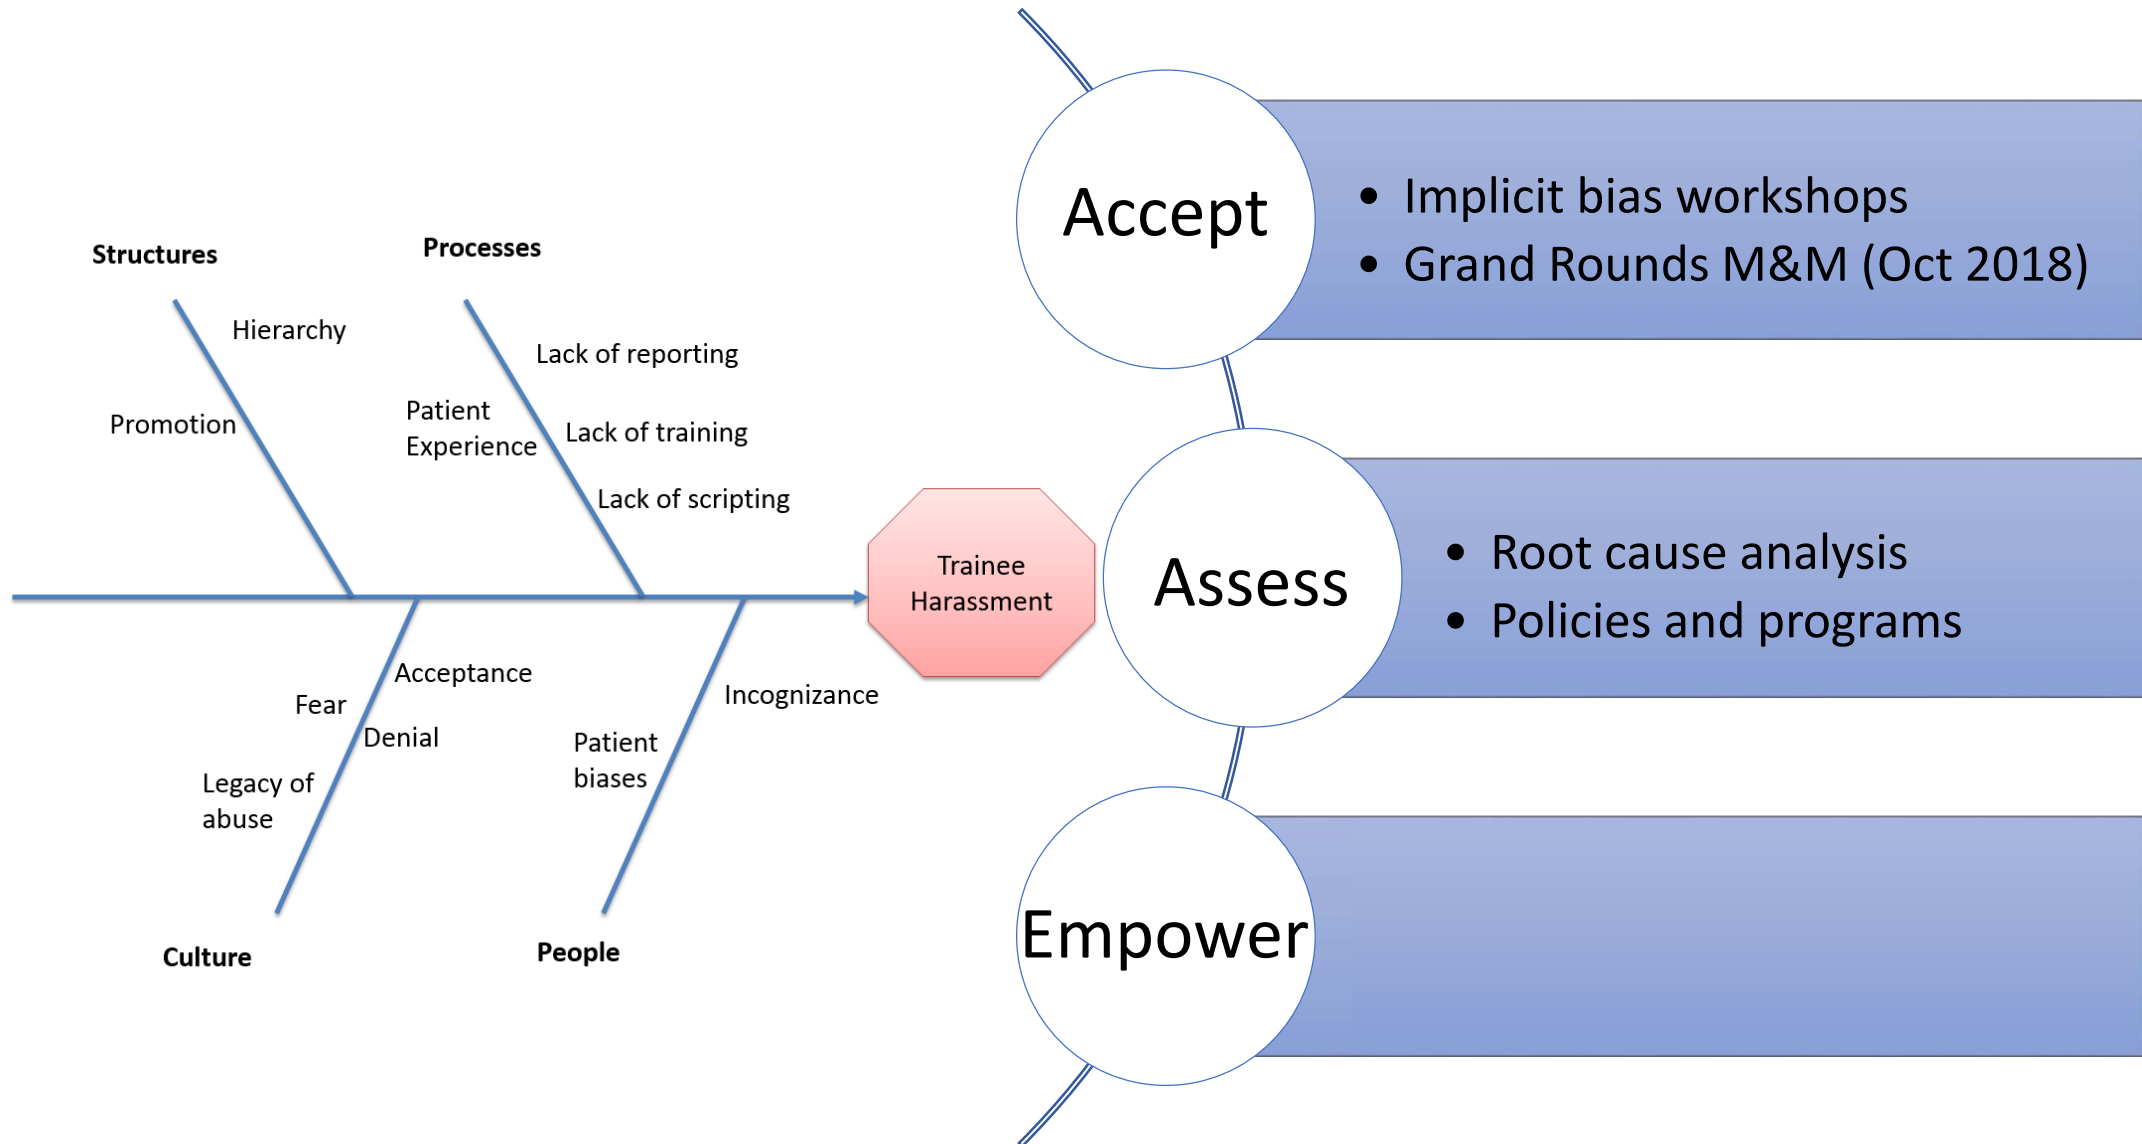 Structures
Processes
Hierarchy
Promotion
Lack of reporting
Patient
Experience
Lack of training
Lack of scripting
Trainee
Harassment
Acceptance
Fear
Denial
Legacy of
abuse
Incognizance
Patient
biases
Culture
People
Accept
• Implicit bias workshops
• Grand Rounds M&M (Oct 2018)
Assess
• Root cause analysis
• Policies and programs
Empower